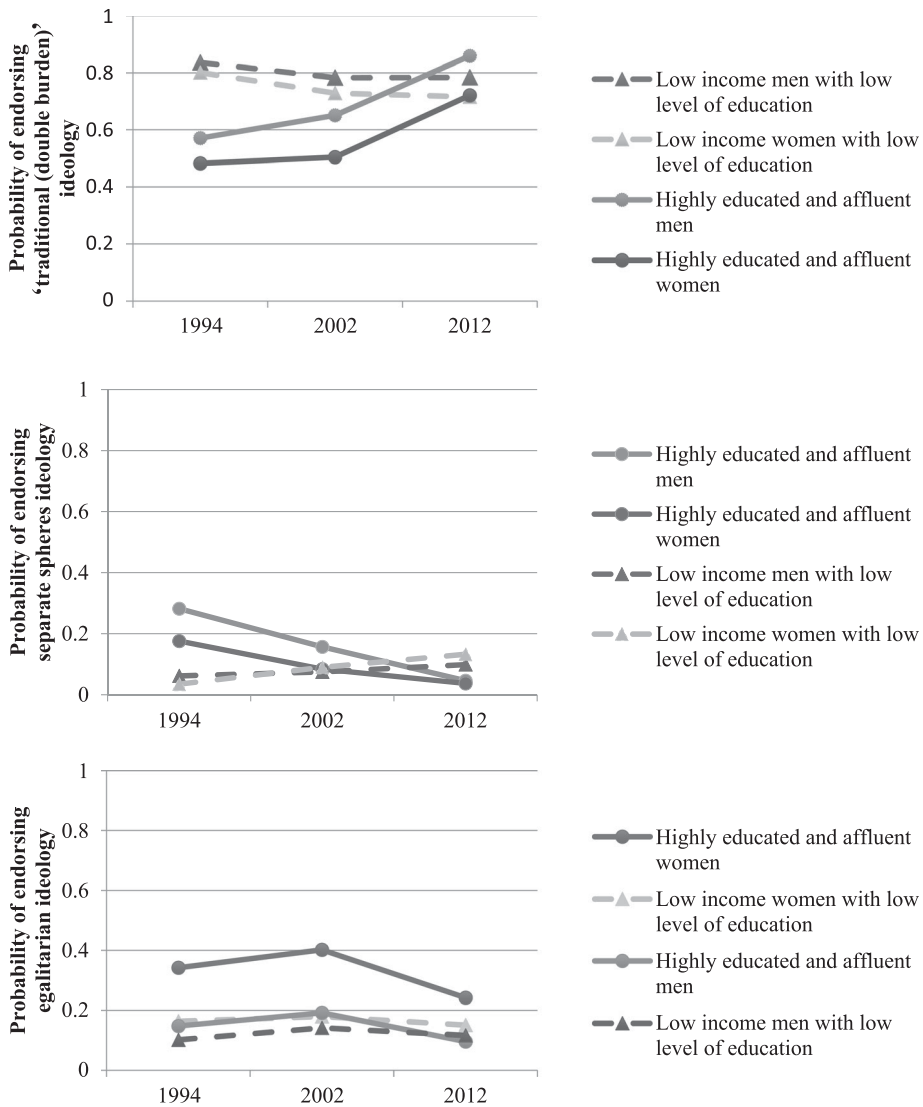 Probability of endorsing
‘traditional (double burden)’
ideology
1
0.8
0.6
0.4
0.2
0
1994
2002
2012
Low income men with low
level of education
Low income women with low
level of education
Highly educated and affluent
men
Highly educated and affluent
women
Probability of endorsing
separate spheres ideology
1
0.8
0.6
0.4
0.2
0
1994
2002
2012
Highly educated and affluent
men
Highly educated and affluent
women
Low income men with low
level of education
Low income women with low
level of education
Probability of endorsing
egalitarian ideology
1
0.8
0.6
0.4
0.2
0
1994
2002
2012
Highly educated and affluent
women
Low income women with low
level of education
Highly educated and affluent
men
Low income men with low
level of education